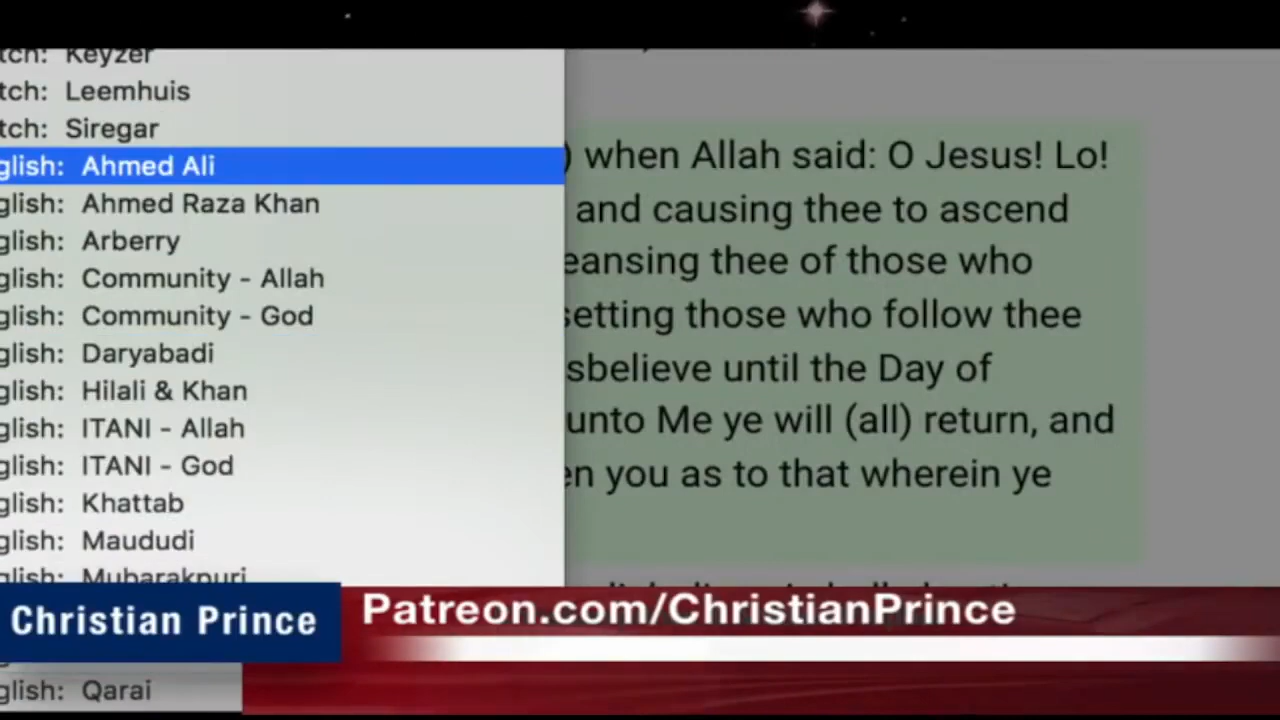 tch: Keyzer
tch: Leemhuis
tch: Siregar
glish: Ahmed Ali
glish: Ahmed Raza Khan
glish: Arberry
glish: Community - Allah
glish: Community - God
glish: Daryabadi
glish: Hilali & Khan
glish: ITANI - Allah
glish: ITANI - God
glish: Khattab
glish: Maududi
glish: Mubarakpuri
glish: Qarai
) when Allah said: O Jesus! Lo!
and causing thee to ascend
eansing thee of those who
setting those who follow thee
sbelieve until the Day of
unto Me ye will (all) return, and
en you as to that wherein ye
Christian Prince
Patreon.com/ChristianPrince